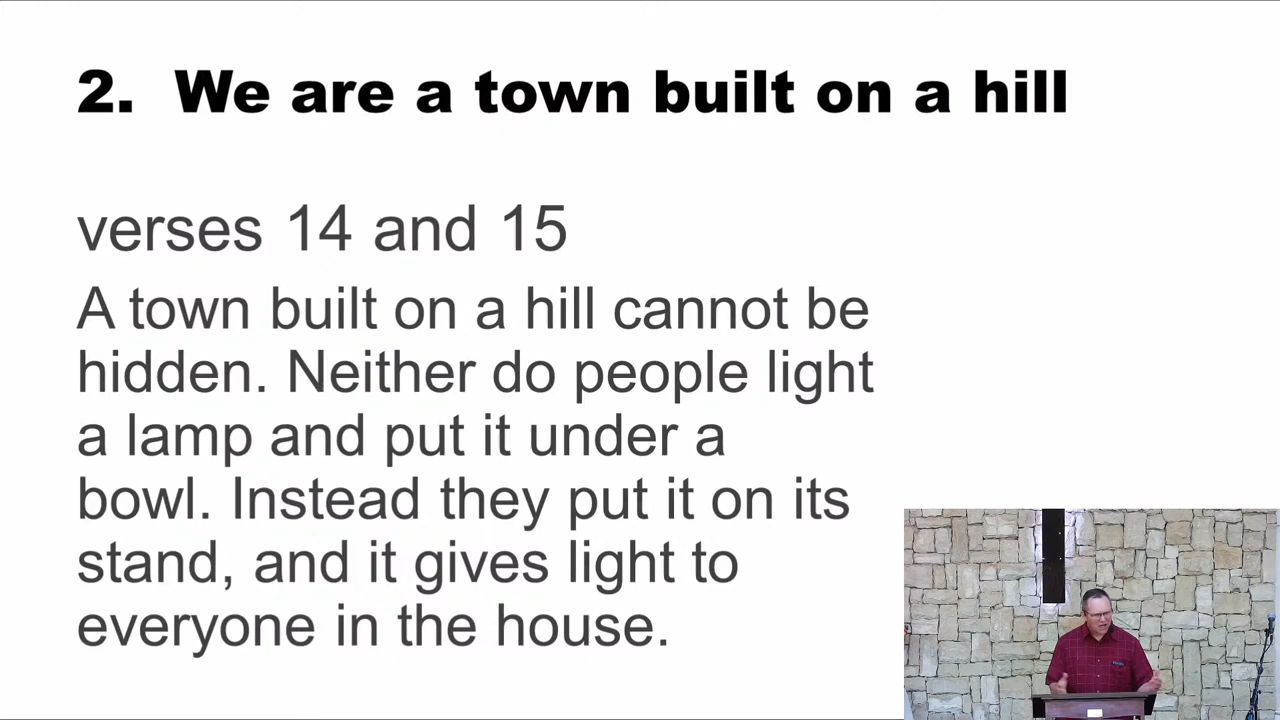 2. We are a town built on a hill
verses 14 and 15
A town built on a hill cannot be
hidden. Neither do people light
a lamp and put it under a
bowl. Instead they put it on its
stand, and it gives light to
everyone in the house.